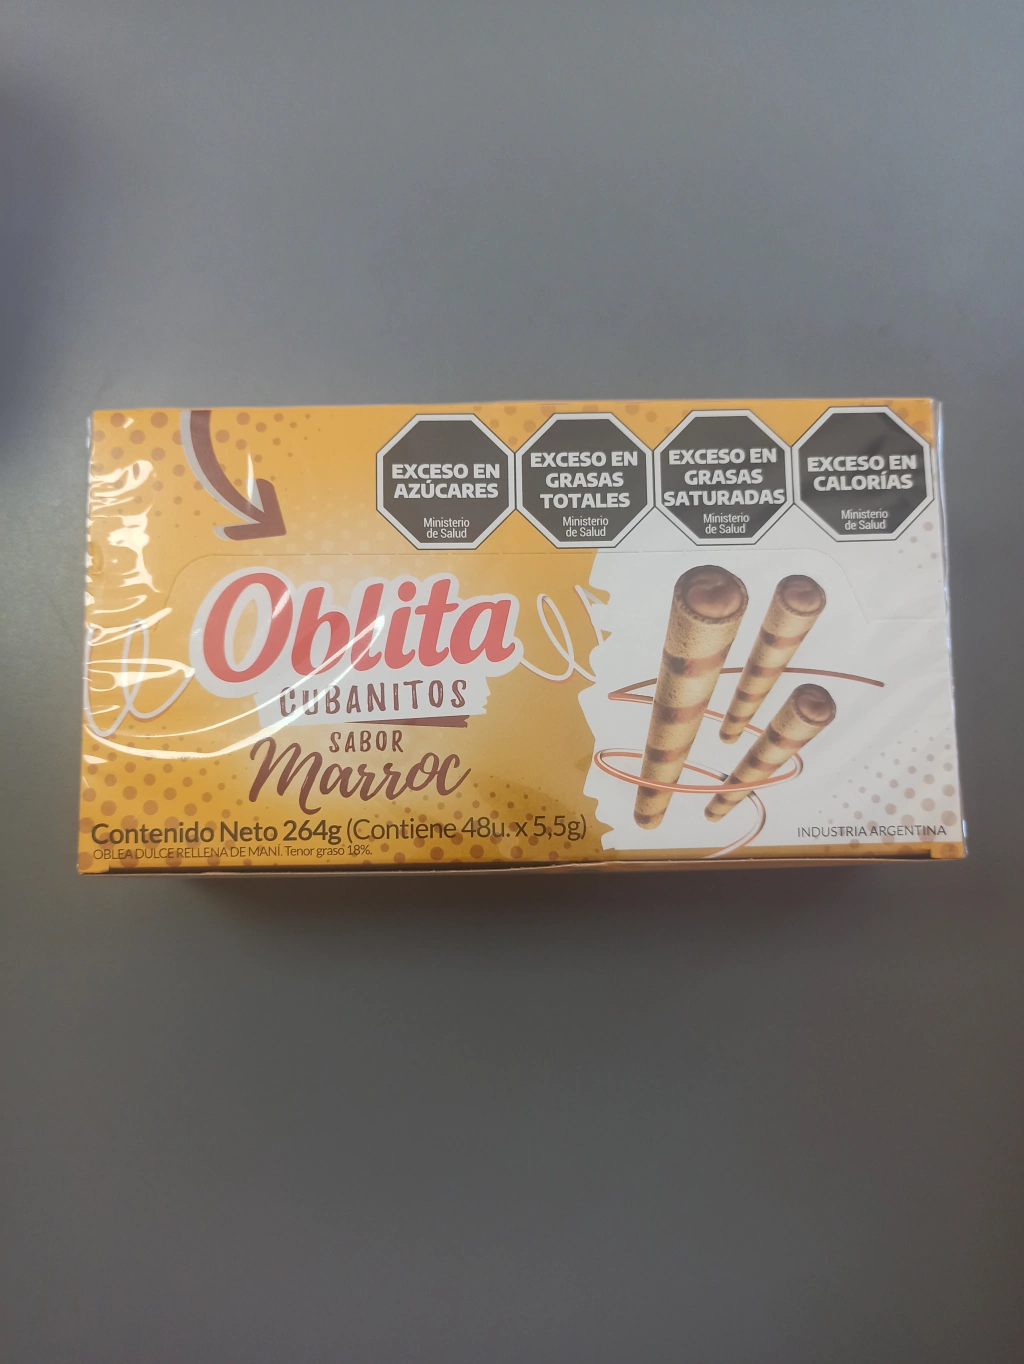 EXCESO EN
AZÚCARES
Ministerio
de Salud
EXCESO EN
GRASAS
TOTALES
Ministerio
de Salud
EXCESO EN
GRASAS
SATURADAS
Ministerio
de Salud
EXCESO EN
CALORÍAS
Ministerio
de Salud
Oblita
CUBANITOS
SABOR
Marroc
Contenido Neto 264g (Contiene 48u. x 5,5g)
OBLEA DULCE RELLENA DE MANÍ. Tenor graso 18%.
INDUSTRIA ARGENTINA